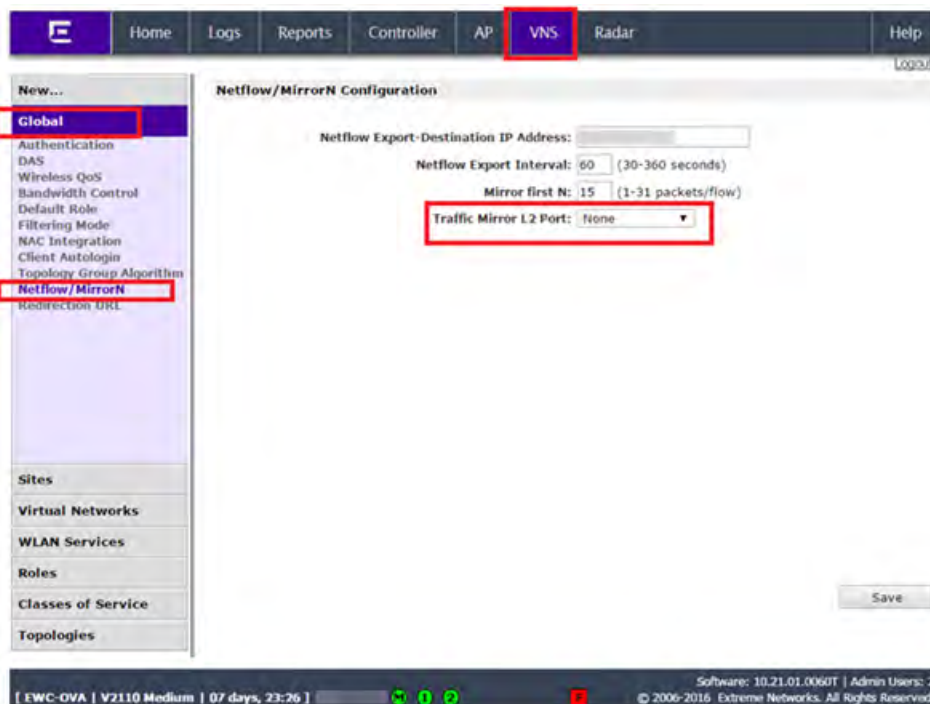 Home Logs Reports Controller AP VNS Radar Help
Logout
New...
Global
Authentication
DAS
Wireless QoS
Bandwidth Control
Default Role
Filtering Mode
NAC Integration
Client Autologin
Topology Group Algorithm
Netflow/MirrorN
Redirection URL
Sites
Virtual Networks
WLAN Services
Roles
Classes of Service
Topologies
Netflow/MirrorN Configuration
Netflow Export-Destination IP Address:
Netflow Export Interval: 60 (30-360 seconds)
Mirror first N: 15 (1-31 packets/flow)
Traffic Mirror L2 Port: None
Save
[ EWC-OVA | V2110 Medium | 07 days, 23:26 ] M 1 2 F
Software: 10.21.01.0060T | Admin Users:
© 2006-2016 Extreme Networks. All Rights Reserved